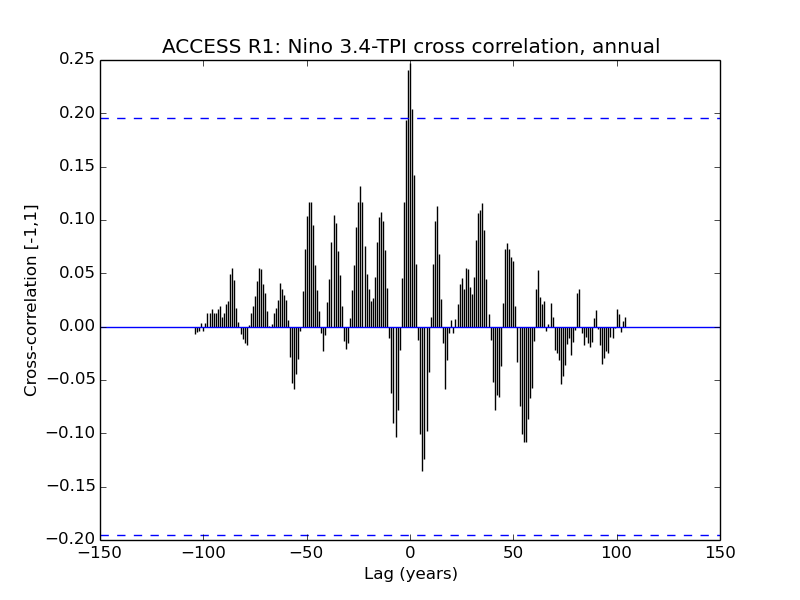 ACCESS R1: Nino 3.4-TPI cross correlation, annual
0.25
0.20
0.15
0.10
0.05
0.00
−0.05
−0.10
−0.15
−0.20
Cross-correlation [-1,1]
−150 −100 −50 0 50 100 150
Lag (years)